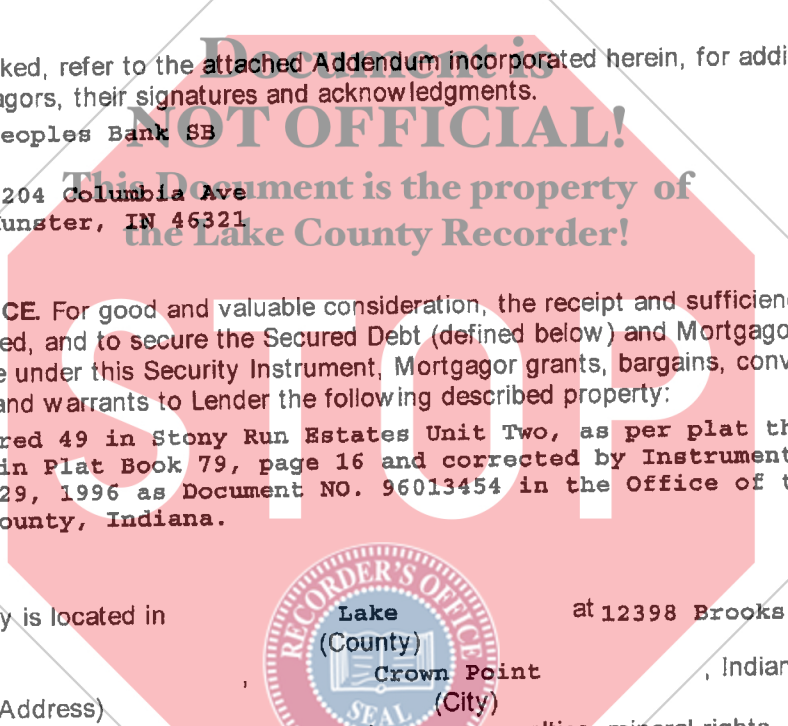 Document is
ked, refer to the attached Addendum incorporated herein, for addi
agors, their signatures and acknowledgments.
NOT OFFICIAL!
eoples Bank SB
This Document is the property of
204 Columbia Ave
unster, IN 46321
the Lake County Recorder!
STOP
CE. For good and valuable consideration, the receipt and sufficien
ed, and to secure the Secured Debt (defined below) and Mortgago
e under this Security Instrument, Mortgagor grants, bargains, conv
and warrants to Lender the following described property:
red 49 in Stony Run Estates Unit Two, as per plat th
in Plat Book 79, page 16 and corrected by Instrument
29, 1996 as Document NO. 96013454 in the Office of t
ounty, Indiana.
RECORDER'S OFFICE
y is located in Lake at 12398 Brooks
(County)
, Crown Point , Indian
Address) (City)
SEAL
mineral rights